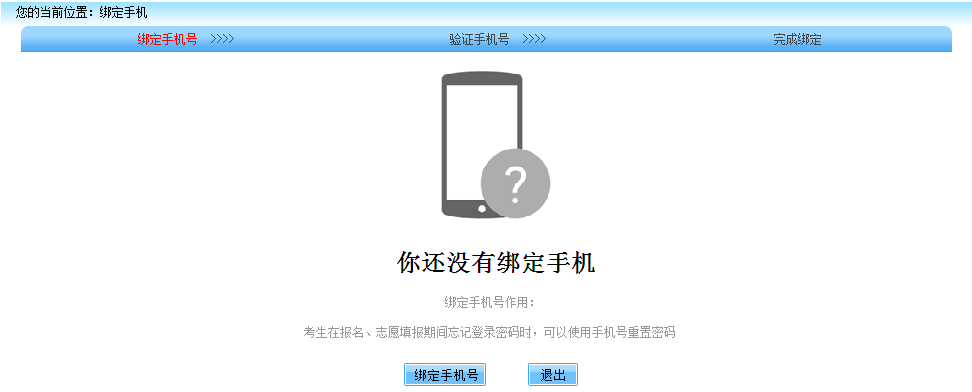 您的当前位置：绑定手机
绑定手机号 >>>> 验证手机号 >>>> 完成绑定
?
你还没有绑定手机
绑定手机号作用：
考生在报名、志愿填报期间忘记登录密码时，可以使用手机号重置密码
绑定手机号 退出